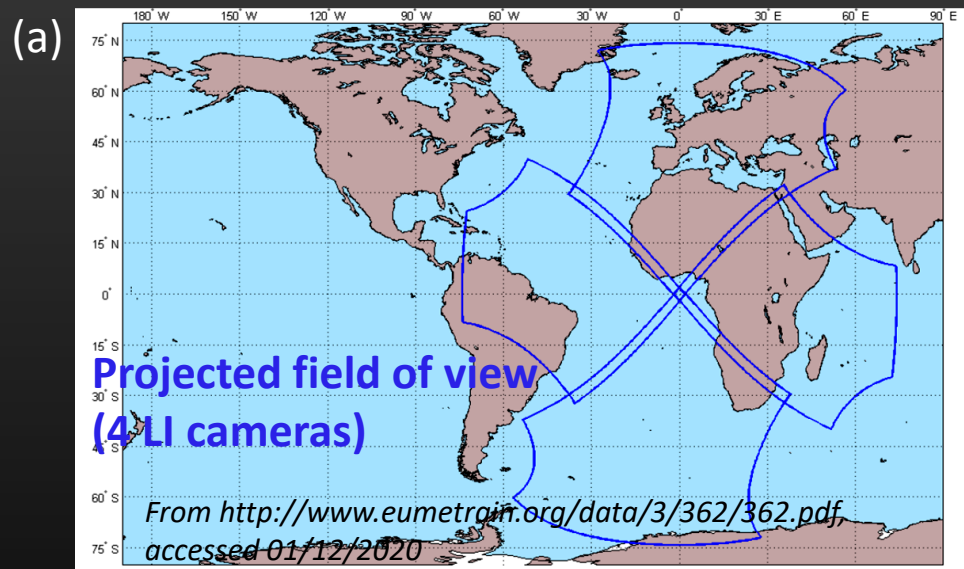 (a)
180° W 150° W 120° W 90° W 60° W 30° W 0° 30° E 60° E 90° E
75° N
60° N
45° N
30° N
15° N
0°
15° S
Projected field of view
30° S
(4 LI cameras)
45° S
60° S
From http://www.eumetrain.org/data/3/362/362.pdf,
75° S
accessed 01/12/2020